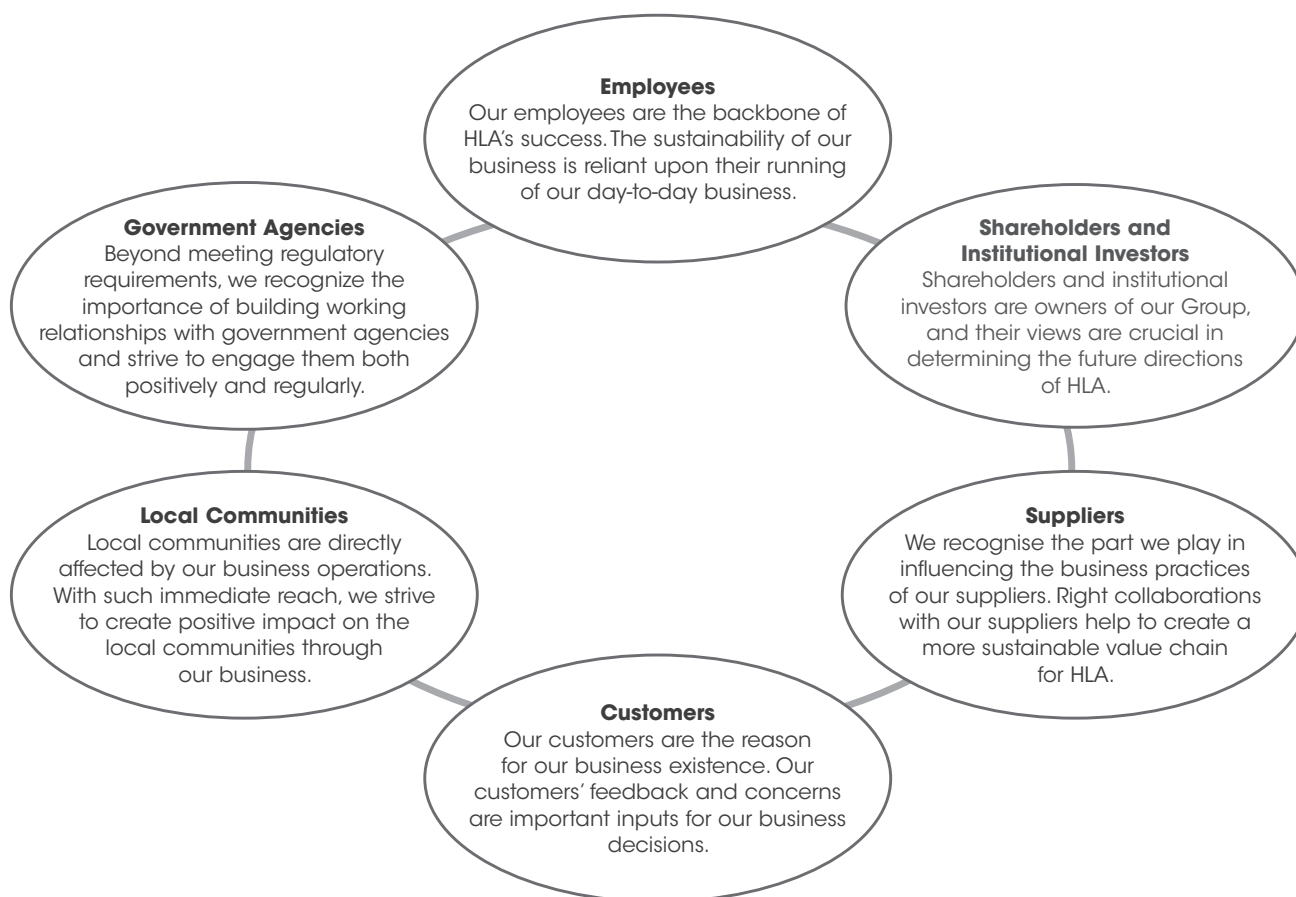 Employees
Our employees are the backbone of
HLA's success. The sustainability of our
business is reliant upon their running
of our day-to-day business.
Shareholders and
Institutional Investors
Shareholders and institutional
investors are owners of our Group,
and their views are crucial in
determining the future directions
of HLA.
Suppliers
We recognise the part we play in
influencing the business practices
of our suppliers. Right collaborations
with our suppliers help to create a
more sustainable value chain
for HLA.
Customers
Our customers are the reason
for our business existence. Our
customers' feedback and concerns
are important inputs for our business
decisions.
Local Communities
Local communities are directly
affected by our business operations.
With such immediate reach, we strive
to create positive impact on the
local communities through
our business.
Government Agencies
Beyond meeting regulatory
requirements, we recognize the
importance of building working
relationships with government agencies
and strive to engage them both
positively and regularly.